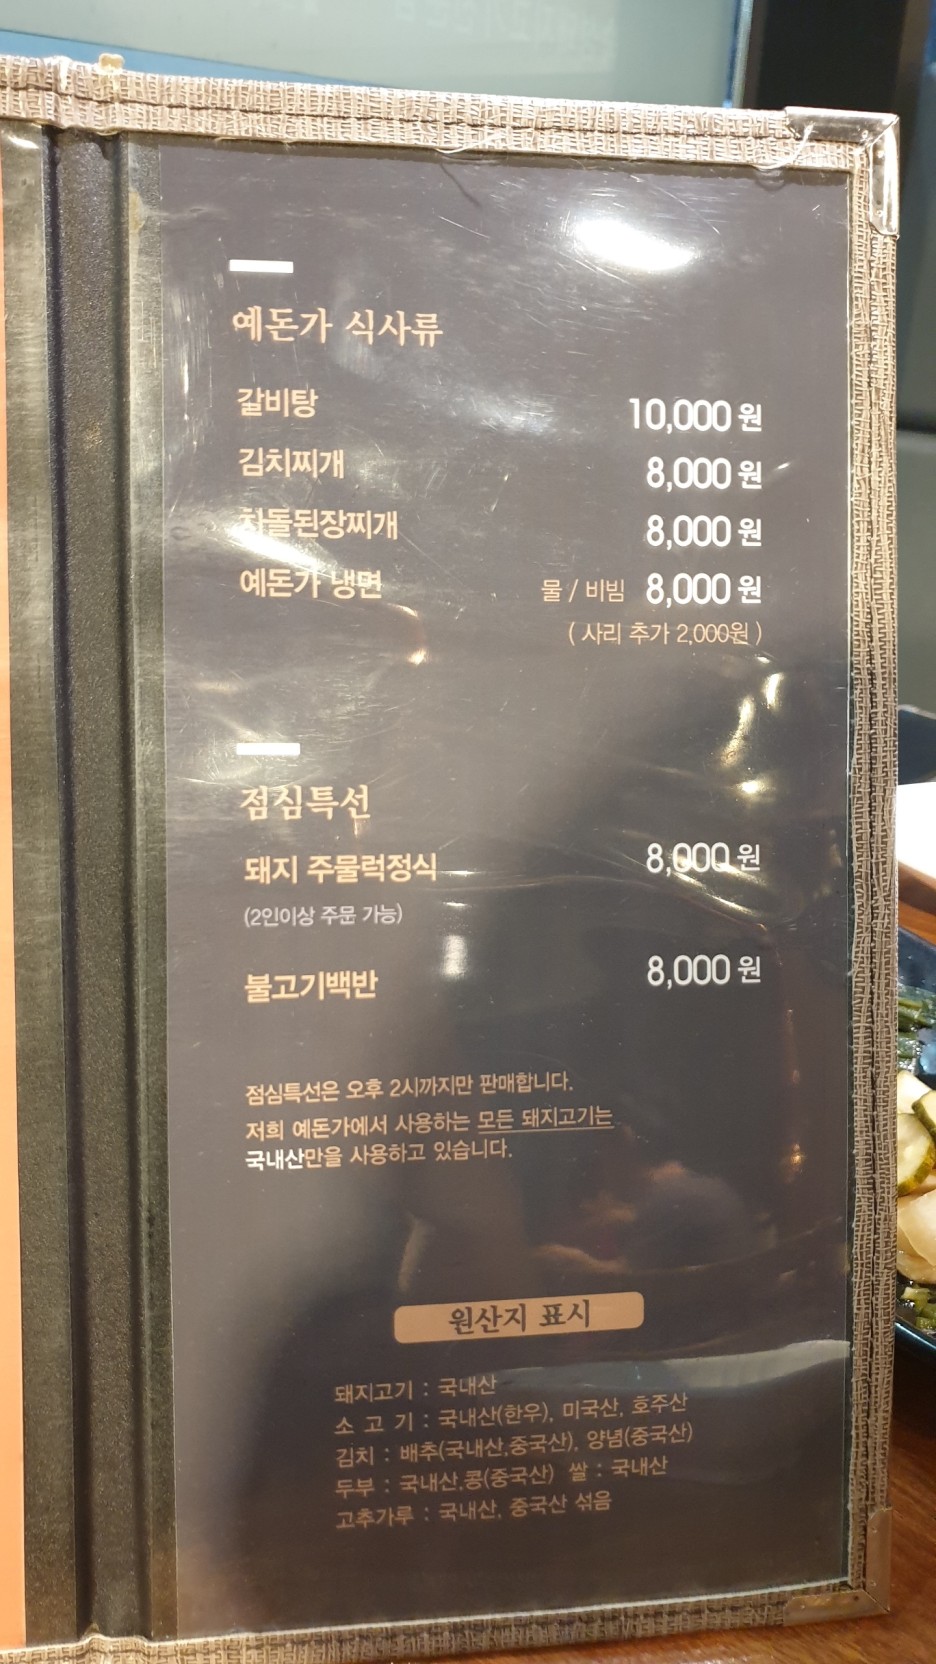 예돈가 식사류
갈비탕 10,000 원
김치찌개 8,000 원
차돌된장찌개 8,000 원
예돈가 냉면 물 / 비빔 8,000 원
( 사리 추가 2,000원 )
점심특선
돼지 주물럭정식 8,000 원
(2인이상 주문 가능)
불고기백반 8,000 원
점심특선은 오후 2시까지만 판매합니다.
저희 예돈가에서 사용하는 모든 돼지고기는
국내산만을 사용하고 있습니다.
원산지 표시
돼지고기 : 국내산
소 고 기 : 국내산(한우), 미국산, 호주산
김치 : 배추(국내산,중국산), 양념(중국산)
두부 : 국내산,콩(중국산) 쌀 : 국내산
고추가루 : 국내산, 중국산 섞음